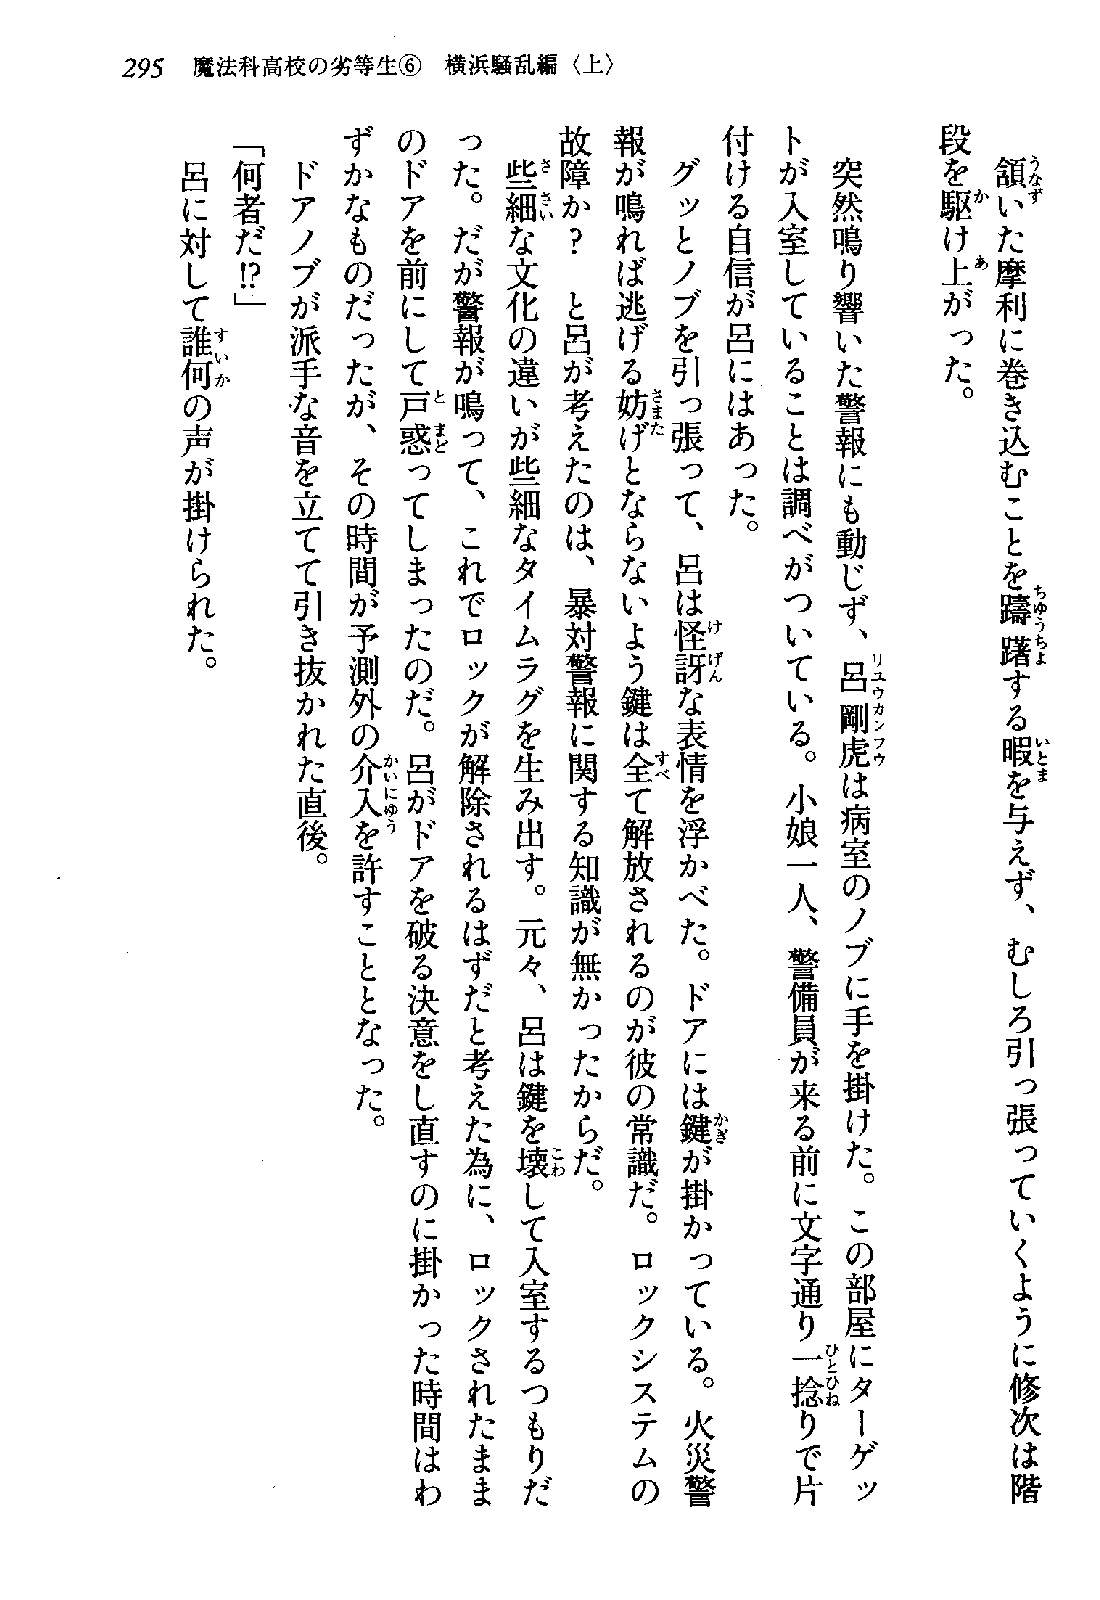 295　魔法科高校の劣等生⑥　横浜騒乱編〈上〉
　頷いた摩利に巻き込むことを躊躇する暇を与えず、むしろ引っ張っていくように修次は階
段を駆け上がった。
　突然鳴り響いた警報にも動じず、呂剛虎は病室のノブに手を掛けた。この部屋にターゲッ
トが入室していることは調べがついている。小娘一人、警備員が来る前に文字通り一捻りで片
付ける自信が呂にはあった。
　グッとノブを引っ張って、呂は怪訝な表情を浮かべた。ドアには鍵が掛かっている。火災警
報が鳴れば逃げる妨げとならないよう鍵は全て解放されるのが彼の常識だ。ロックシステムの
故障か？　と呂が考えたのは、暴対警報に関する知識が無かったからだ。
　些細な文化の違いが些細なタイムラグを生み出す。元々、呂は鍵を壊して入室するつもりだ
った。だが警報が鳴って、これでロックが解除されるはずだと考えた為に、ロックされたまま
のドアを前にして戸惑ってしまったのだ。呂がドアを破る決意をし直すのに掛かった時間はわ
ずかなものだったが、その時間が予測外の介入を許すこととなった。
　ドアノブが派手な音を立てて引き抜かれた直後。
「何者だ!?」
　呂に対して誰何の声が掛けられた。